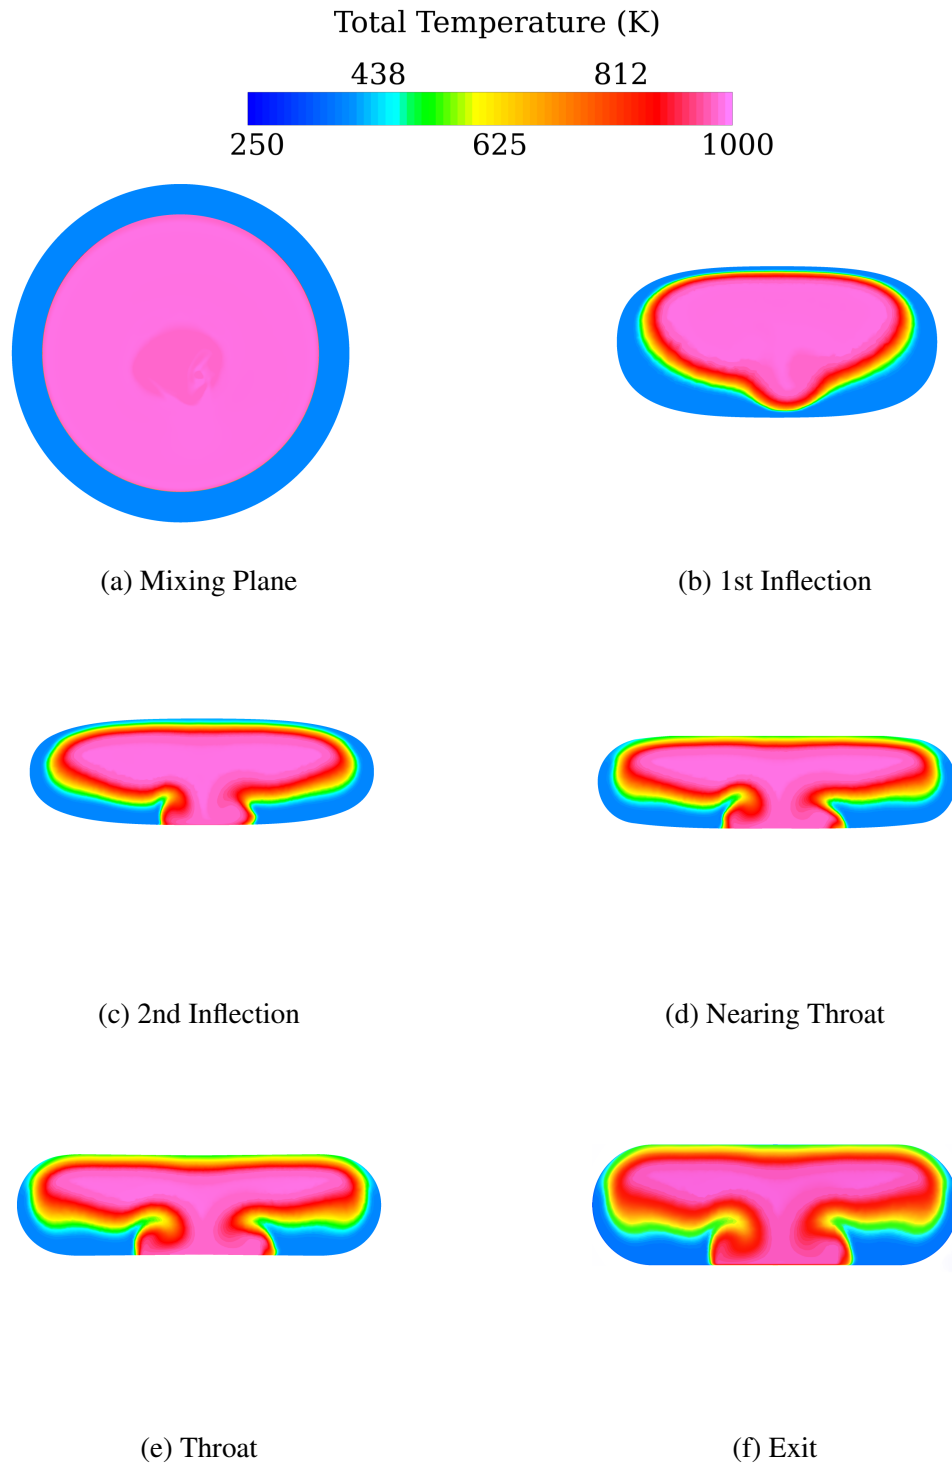 Total Temperature (K)
438 812
250 625 1000
(a) Mixing Plane
(b) 1st Inflection
(c) 2nd Inflection
(d) Nearing Throat
(e) Throat
(f) Exit